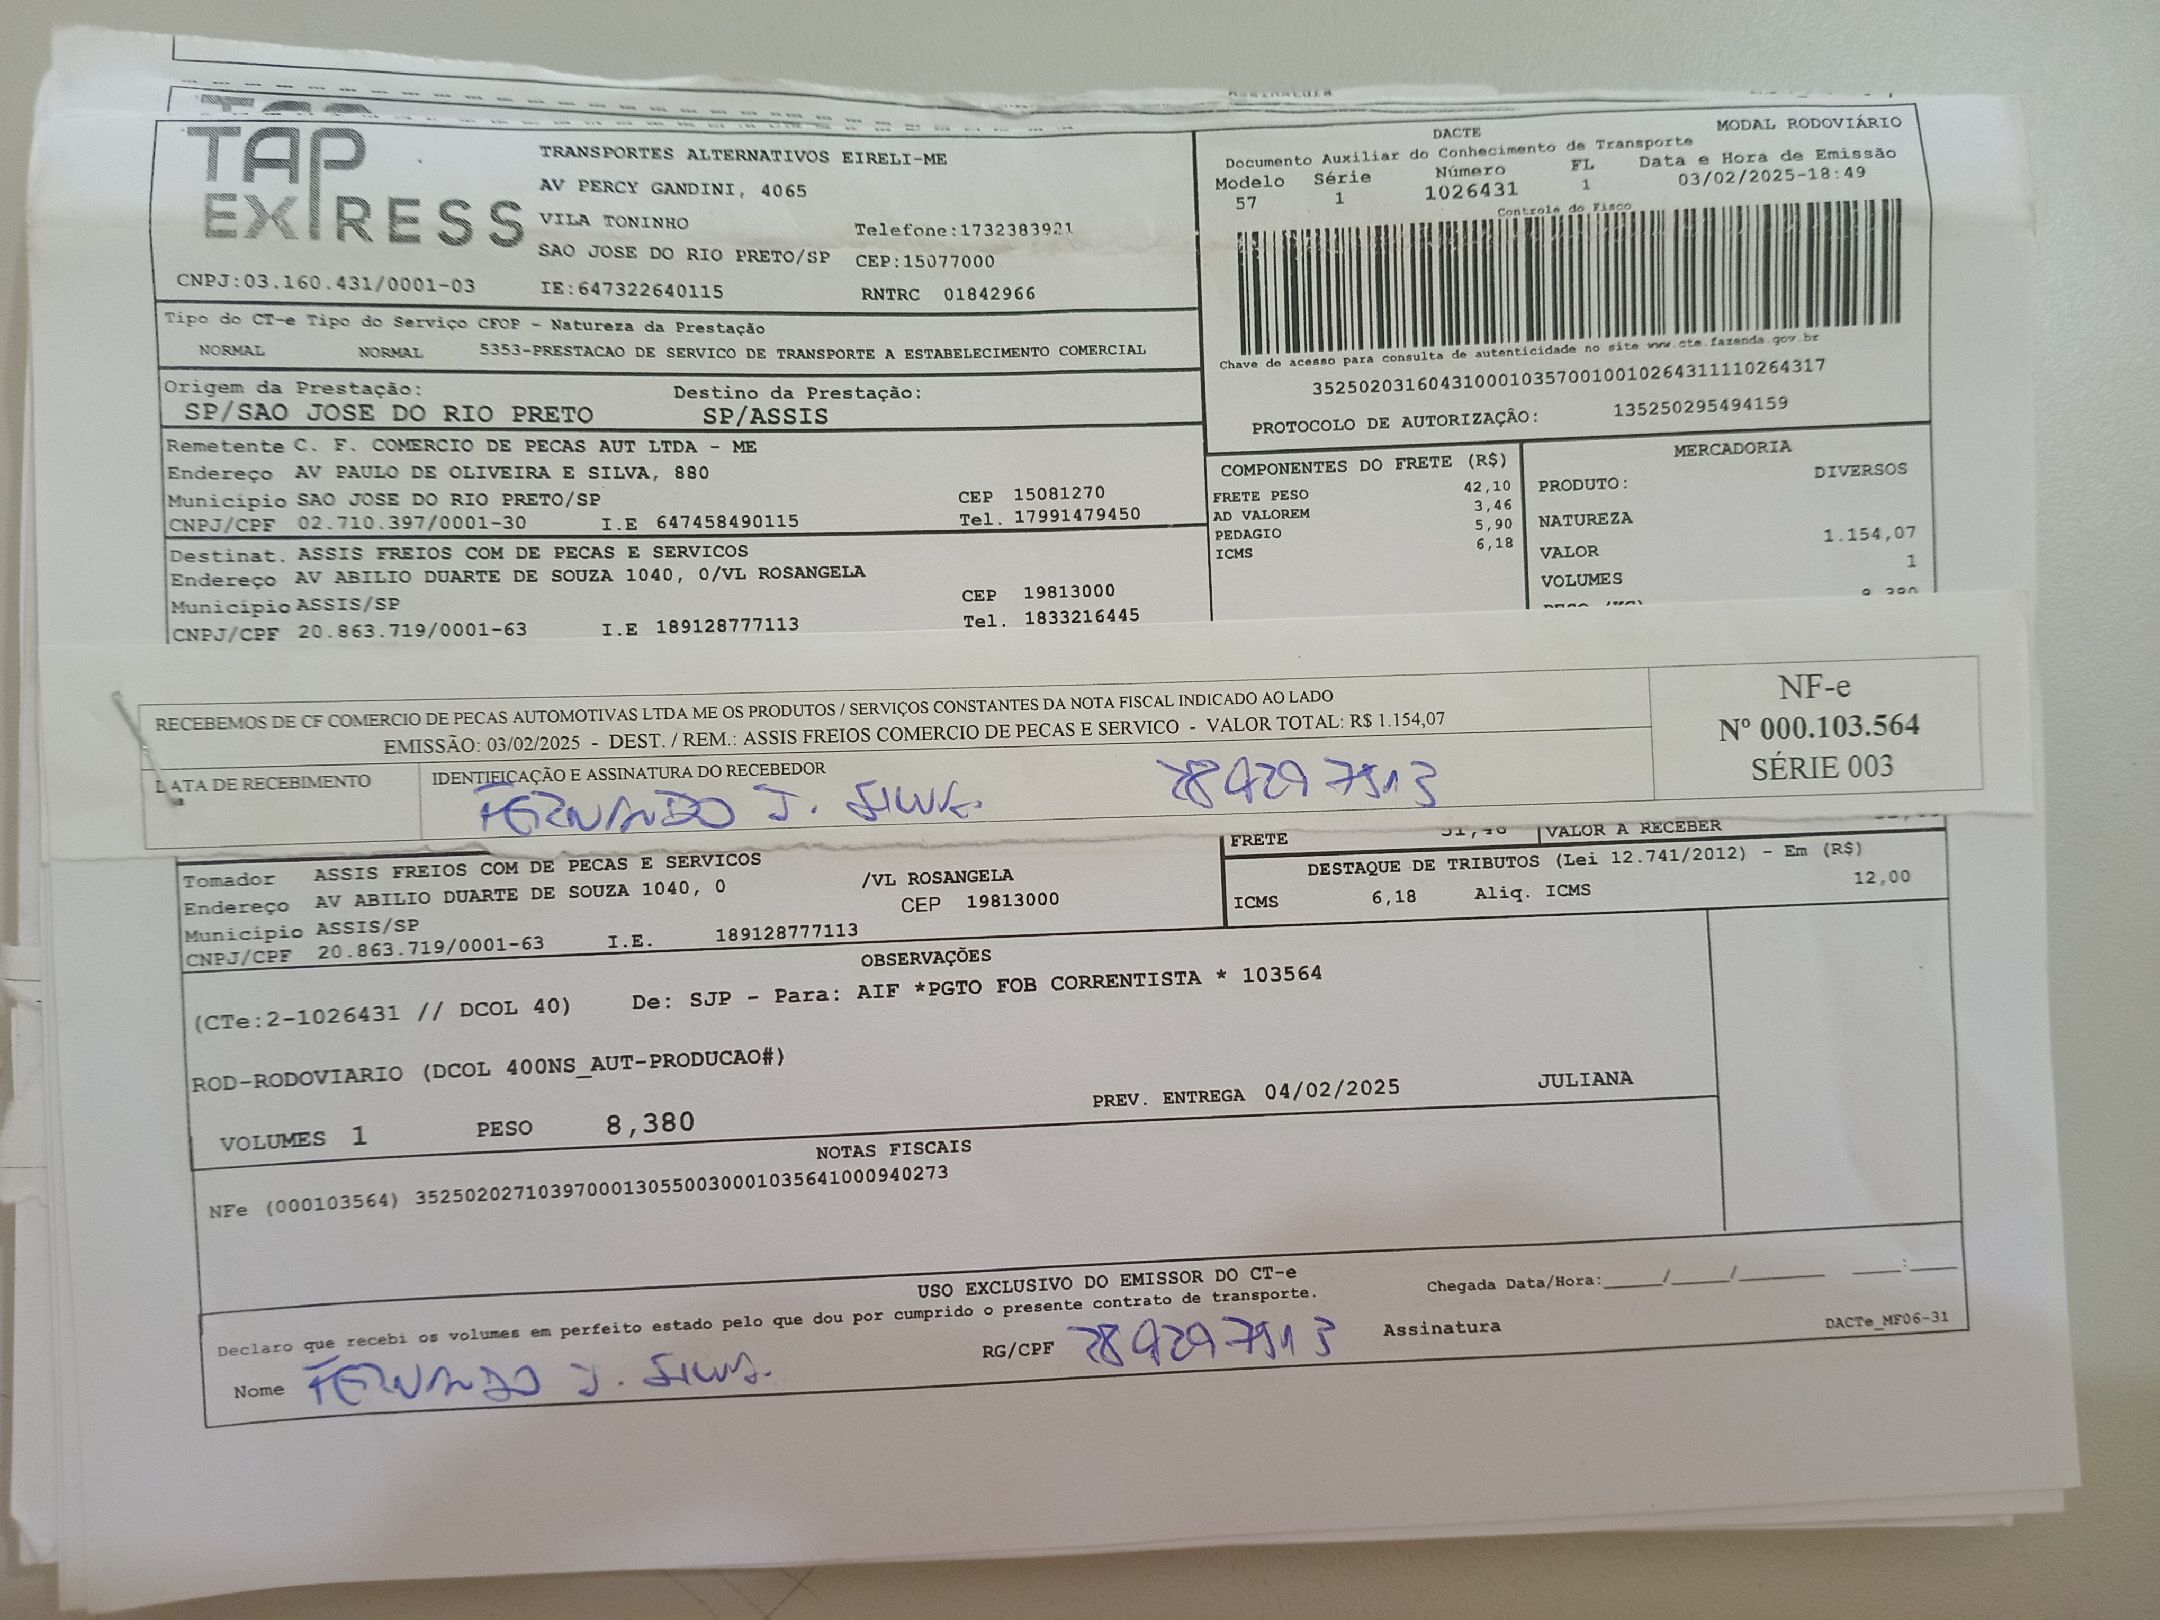 TAP EXPRESS
TRANSPORTES ALTERNATIVOS EIRELI-ME
AV PERCY GANDINI, 4065
VILA TONINHO Telefone:1732383921
SAO JOSE DO RIO PRETO/SP CEP:15077000
CNPJ:03.160.431/0001-03 IE:647322640115 RNTRC 01842966
DACTE MODAL RODOVIÁRIO
Documento Auxiliar do Conhecimento de Transporte
Modelo Série Número FL Data e Hora de Emissão
57 1 1026431 1 03/02/2025-18:49
Controle do Fisco
Chave de acesso para consulta de autenticidade no site www.cte.fazenda.gov.br
35250203160431000103570010010264311110264317
PROTOCOLO DE AUTORIZAÇÃO: 135250295494159
Tipo do CT-e Tipo do Serviço CFOP - Natureza da Prestação
NORMAL NORMAL 5353-PRESTACAO DE SERVICO DE TRANSPORTE A ESTABELECIMENTO COMERCIAL
Origem da Prestação: Destino da Prestação:
SP/SAO JOSE DO RIO PRETO SP/ASSIS
Remetente C. F. COMERCIO DE PECAS AUT LTDA - ME
Endereço AV PAULO DE OLIVEIRA E SILVA, 880
Município SAO JOSE DO RIO PRETO/SP CEP 15081270
CNPJ/CPF 02.710.397/0001-30 I.E 647458490115 Tel. 17991479450
Destinat. ASSIS FREIOS COM DE PECAS E SERVICOS
Endereço AV ABILIO DUARTE DE SOUZA 1040, 0/VL ROSANGELA
Município ASSIS/SP CEP 19813000
CNPJ/CPF 20.863.719/0001-63 I.E 189128777113 Tel. 1833216445
COMPONENTES DO FRETE (R$)
FRETE PESO 42,10
AD VALOREM 3,46
PEDAGIO 5,90
ICMS 6,18
MERCADORIA
PRODUTO: DIVERSOS
NATUREZA
VALOR 1.154,07
VOLUMES 1
RECEBEMOS DE CF COMERCIO DE PECAS AUTOMOTIVAS LTDA ME OS PRODUTOS / SERVIÇOS CONSTANTES DA NOTA FISCAL INDICADO AO LADO
EMISSÃO: 03/02/2025 - DEST. / REM.: ASSIS FREIOS COMERCIO DE PECAS E SERVICO - VALOR TOTAL: R$ 1.154,07
DATA DE RECEBIMENTO IDENTIFICAÇÃO E ASSINATURA DO RECEBEDOR
FERNANDO J. SILVA. 284297513
NF-e
Nº 000.103.564
SÉRIE 003
FRETE VALOR A RECEBER
Tomador ASSIS FREIOS COM DE PECAS E SERVICOS
Endereço AV ABILIO DUARTE DE SOUZA 1040, 0 /VL ROSANGELA
Município ASSIS/SP CEP 19813000
CNPJ/CPF 20.863.719/0001-63 I.E. 189128777113
DESTAQUE DE TRIBUTOS (Lei 12.741/2012) - Em (R$)
ICMS 6,18 Aliq. ICMS 12,00
OBSERVAÇÕES
(CTe:2-1026431 // DCOL 40) De: SJP - Para: AIF *PGTO FOB CORRENTISTA * 103564
ROD-RODOVIARIO (DCOL 400NS_AUT-PRODUCAO#)
PREV. ENTREGA 04/02/2025 JULIANA
VOLUMES 1 PESO 8,380
NOTAS FISCAIS
NFe (000103564) 35250202710397000130550030001035641000940273
USO EXCLUSIVO DO EMISSOR DO CT-e
Declaro que recebi os volumes em perfeito estado pelo que dou por cumprido o presente contrato de transporte. Chegada Data/Hora:____/____/______ ___:___
Nome FERNANDO J. SILVA. RG/CPF 284297513 Assinatura DACTe_MF06-31